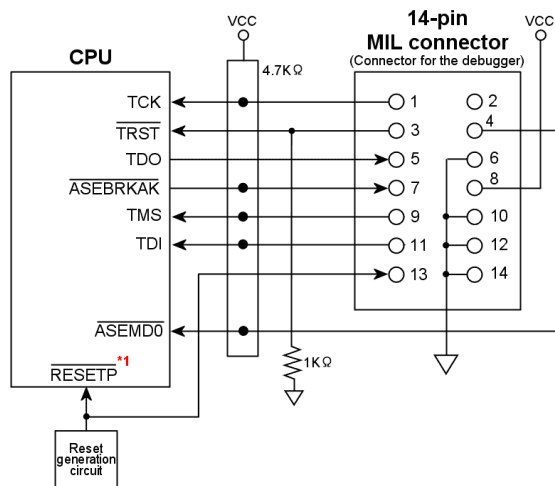 VCC
14-pin
MIL connector
(Connector for the debugger)
VCC
CPU
4.7KΩ
TCK
1
2
TRST
3
4
TDO
5
6
ASEBRKAK
7
8
TMS
9
10
TDI
11
12
13
14
ASEMD0
RESETP *1
1KΩ
Reset
generation
circuit